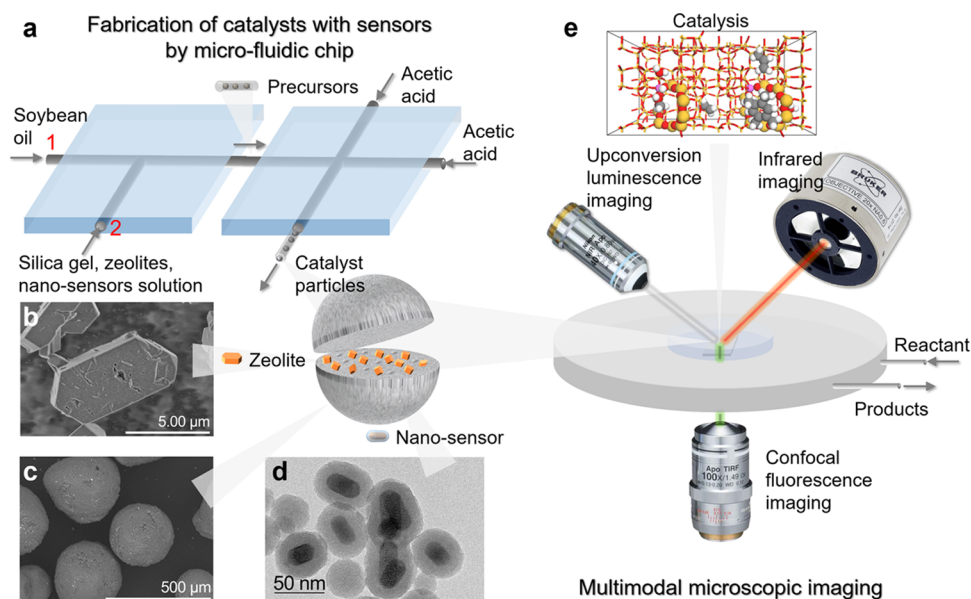 a
Fabrication of catalysts with sensors
by micro-fluidic chip
Precursors
Acetic
acid
Soybean
oil
1
Acetic
acid
2
Silica gel, zeolites,
nano-sensors solution
Catalyst
particles
b
5.00 μm
Zeolite
Nano-sensor
c
500 μm
d
50 nm
e
Catalysis
Upconversion
luminescence
imaging
Infrared
imaging
BRUKER
Reactant
Products
Apo TIRF
100x/1.49
Confocal
fluorescence
imaging
Multimodal microscopic imaging